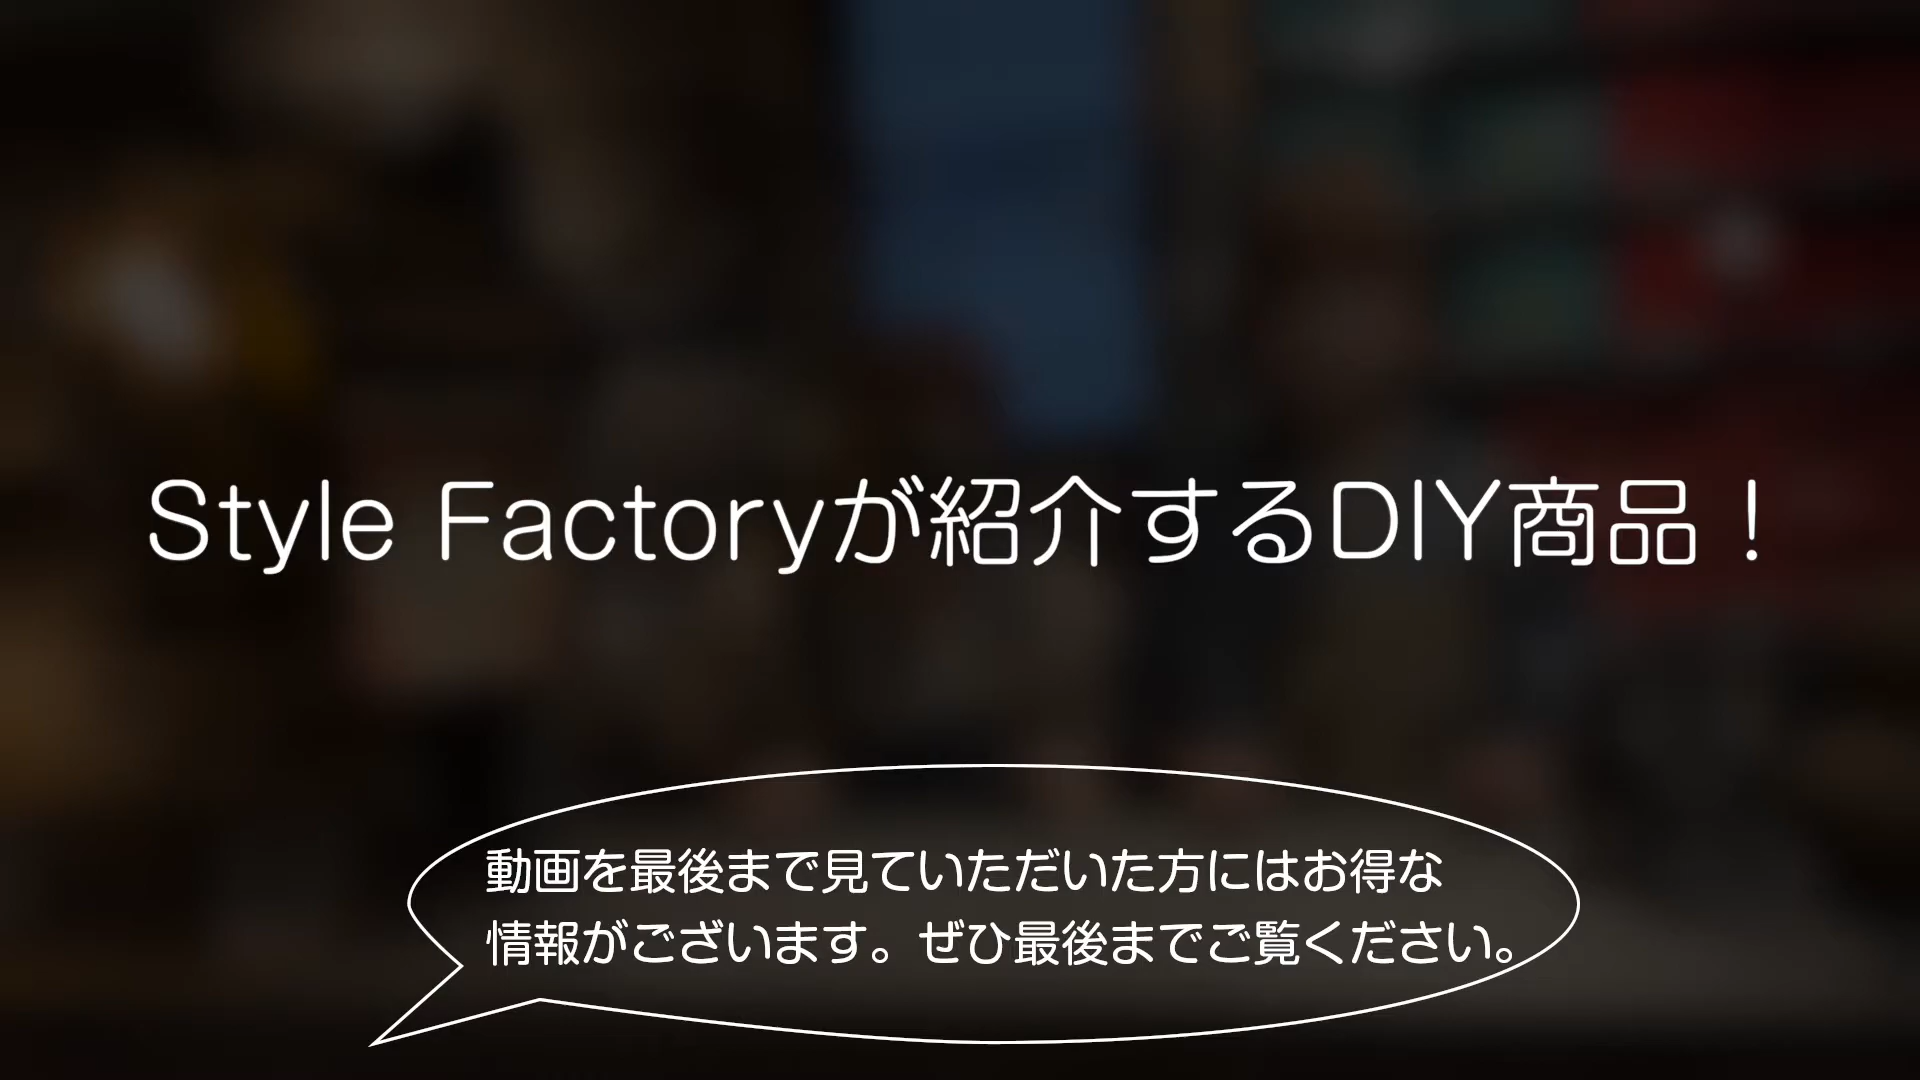 Style Factoryが紹介するDIY商品！
動画を最後まで見ていただいた方にはお得な
情報がございます。ぜひ最後までご覧ください。